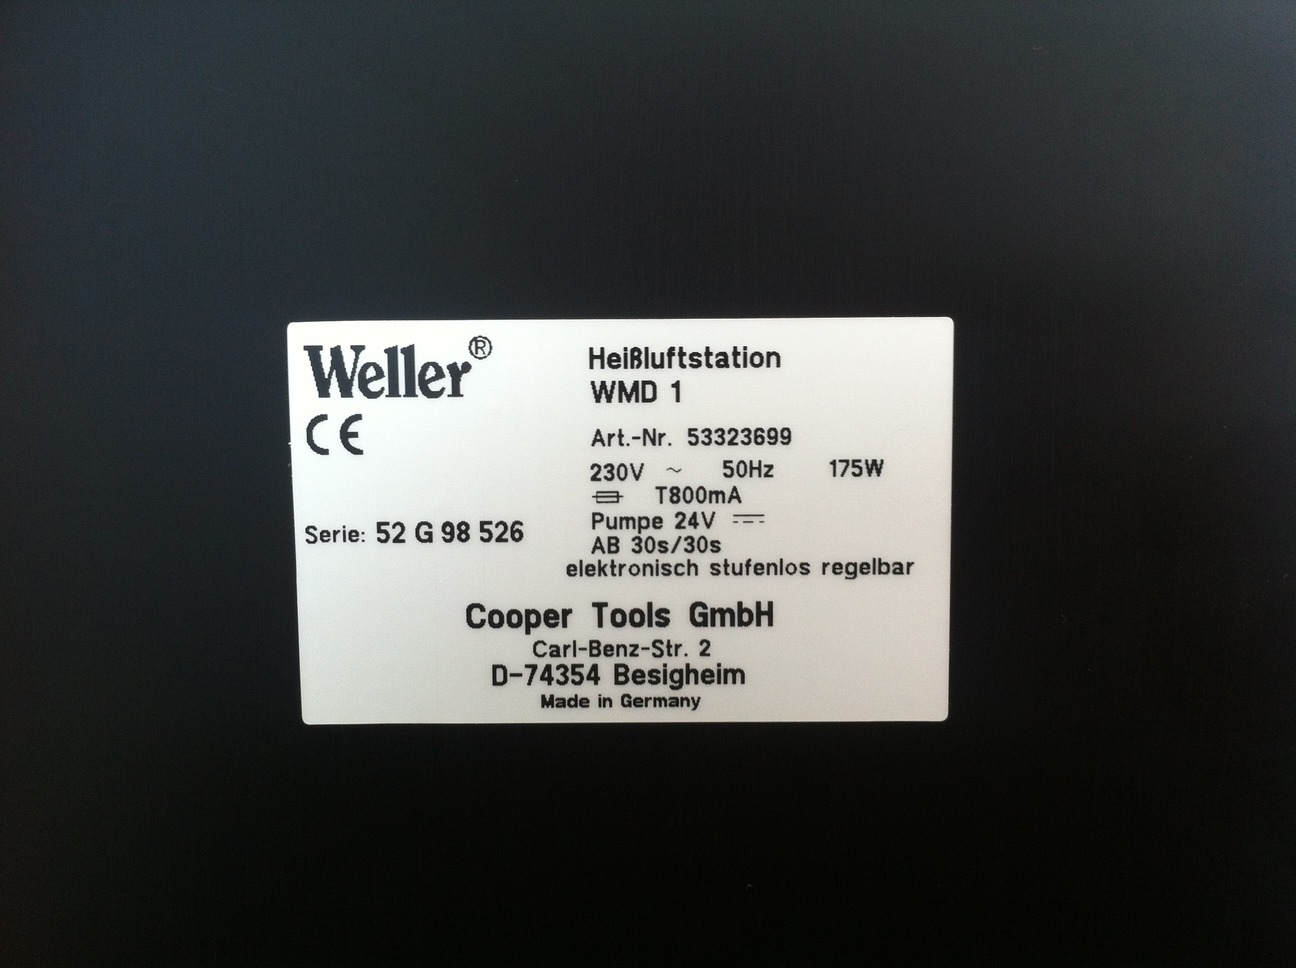 Weller®
CE
Serie: 52 G 98 526
Heißluftstation
WMD 1
Art.-Nr. 53323699
230V ~ 50Hz 175W
T800mA
Pumpe 24V
AB 30s/30s
elektronisch stufenlos regelbar
Cooper Tools GmbH
Carl-Benz-Str. 2
D-74354 Besigheim
Made in Germany